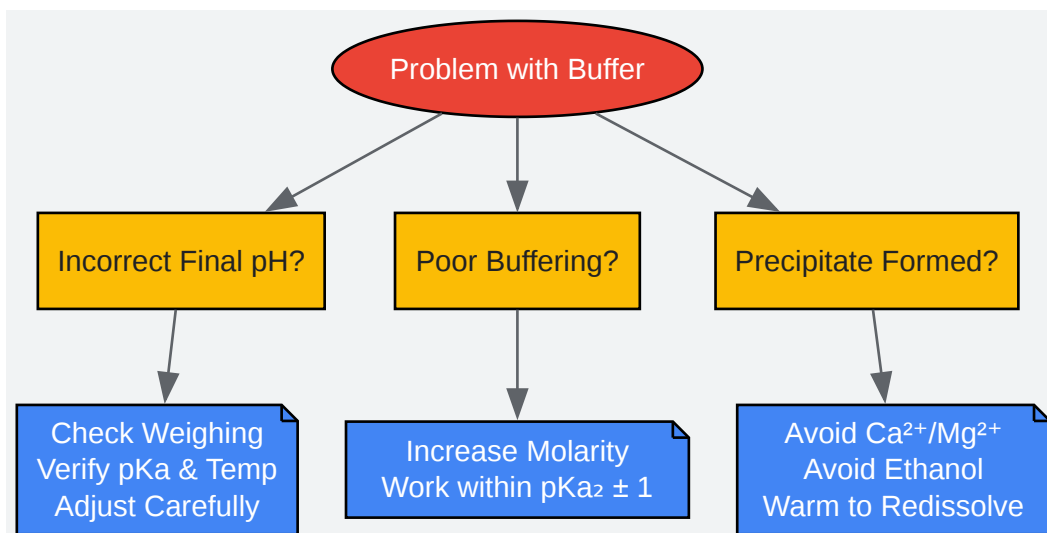 Problem with Buffer
Incorrect Final pH?
Poor Buffering?
Precipitate Formed?
Check Weighing
Verify pKa & Temp
Adjust Carefully
Increase Molarity
Work within pKa₂ ± 1
Avoid Ca²⁺/Mg²⁺
Avoid Ethanol
Warm to Redissolve